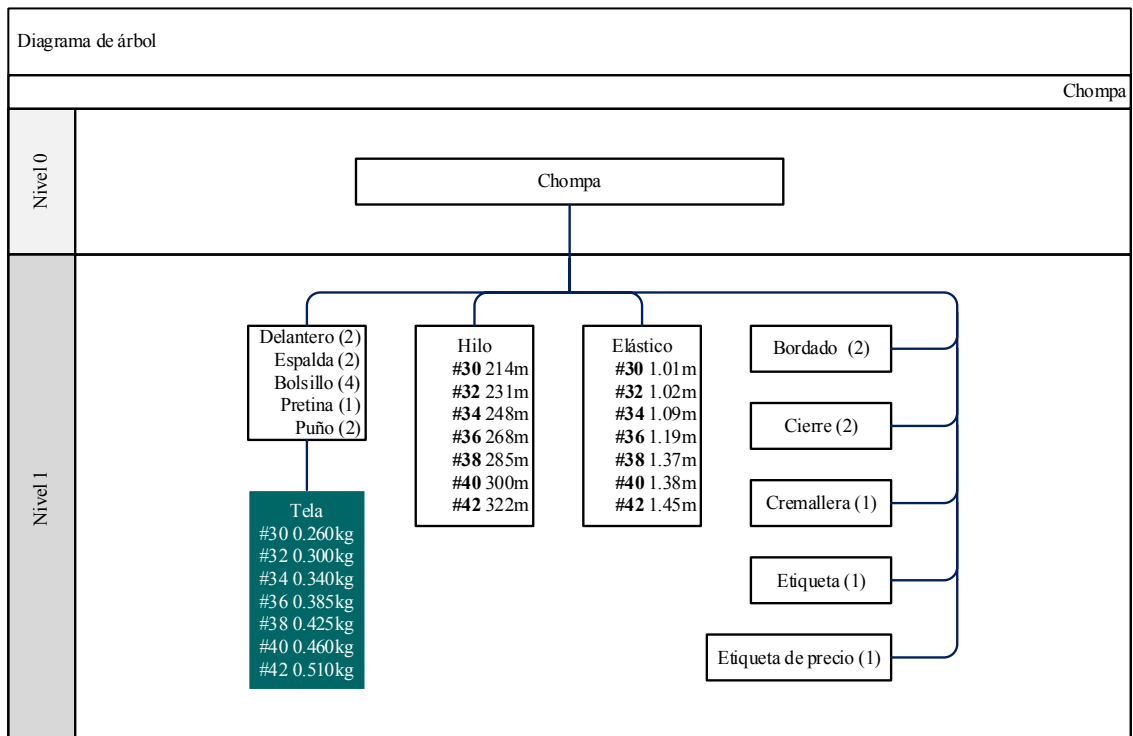 Diagrama de árbol
Chompa
Nivel 0
Chompa
Nivel 1
Delantero (2)
Espalda (2)
Bolsillo (4)
Pretina (1)
Puño (2)
Tela
#30 0.260kg
#32 0.300kg
#34 0.340kg
#36 0.385kg
#38 0.425kg
#40 0.460kg
#42 0.510kg
Hilo
#30 214m
#32 231m
#34 248m
#36 268m
#38 285m
#40 300m
#42 322m
Elástico
#30 1.01m
#32 1.02m
#34 1.09m
#36 1.19m
#38 1.37m
#40 1.38m
#42 1.45m
Bordado (2)
Cierre (2)
Cremallera (1)
Etiqueta (1)
Etiqueta de precio (1)